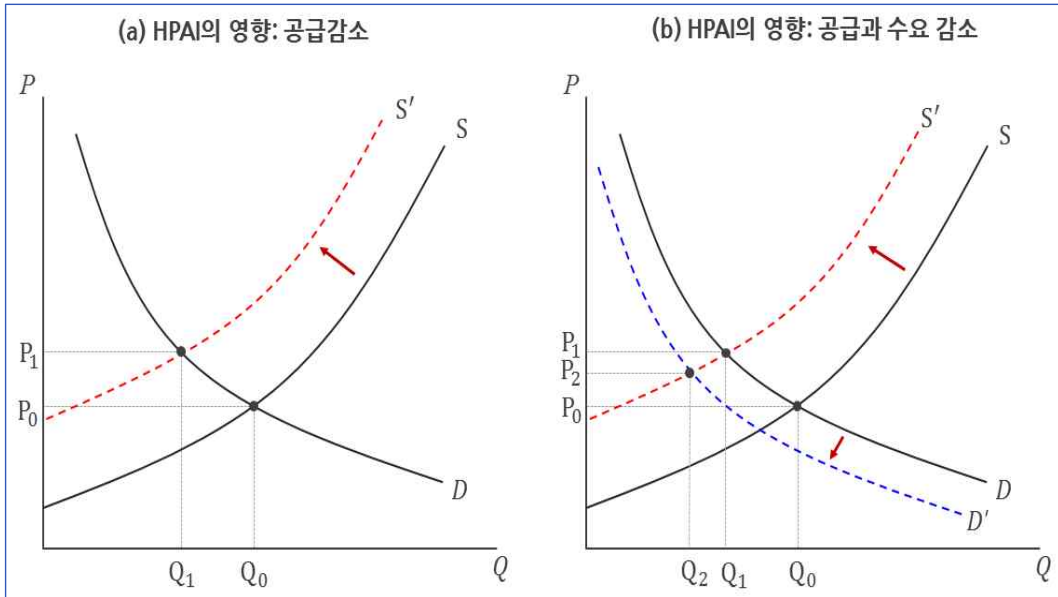 (a) HPAI의 영향: 공급감소
P
S′
S
P₁
P₀
D
Q₁
Q₀
Q
(b) HPAI의 영향: 공급과 수요 감소
P
S′
S
P₁
P₂
P₀
D
D′
Q₂
Q₁
Q₀
Q